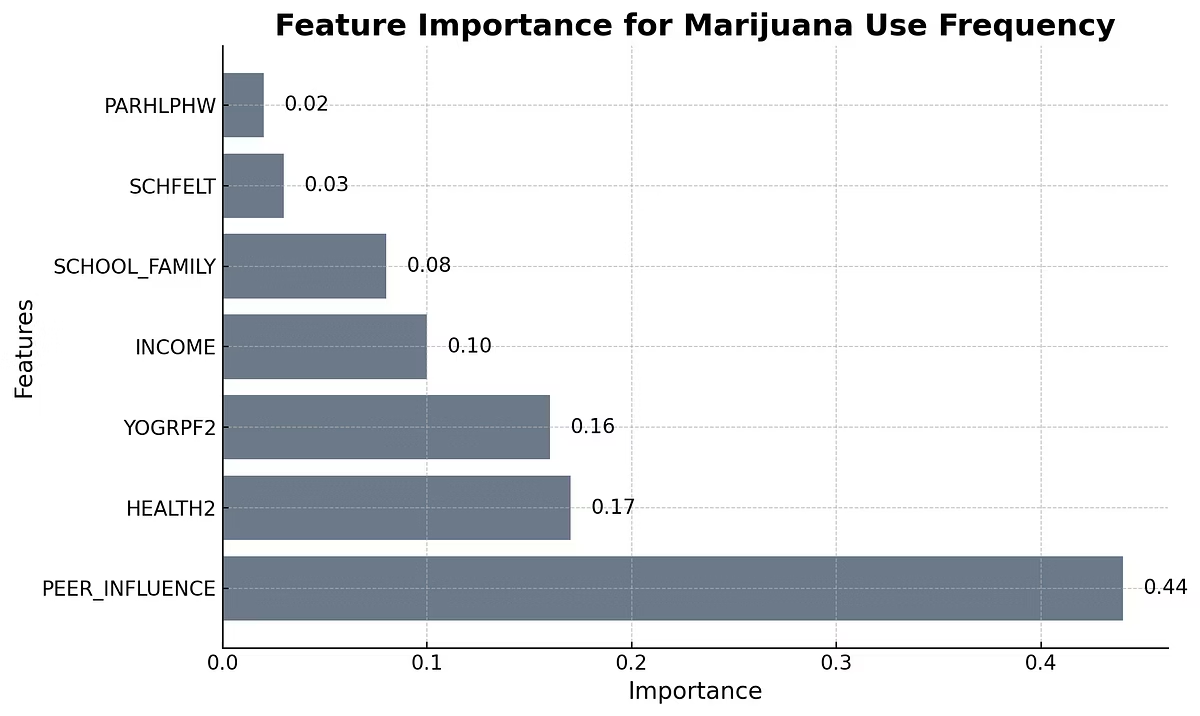 Feature Importance for Marijuana Use Frequency
PARHLPHW
0.02
SCHFELT
0.03
SCHOOL_FAMILY
0.08
INCOME
0.10
YOGRPF2
0.16
HEALTH2
0.17
PEER_INFLUENCE
0.44
Features
0.0 0.1 0.2 0.3 0.4
Importance